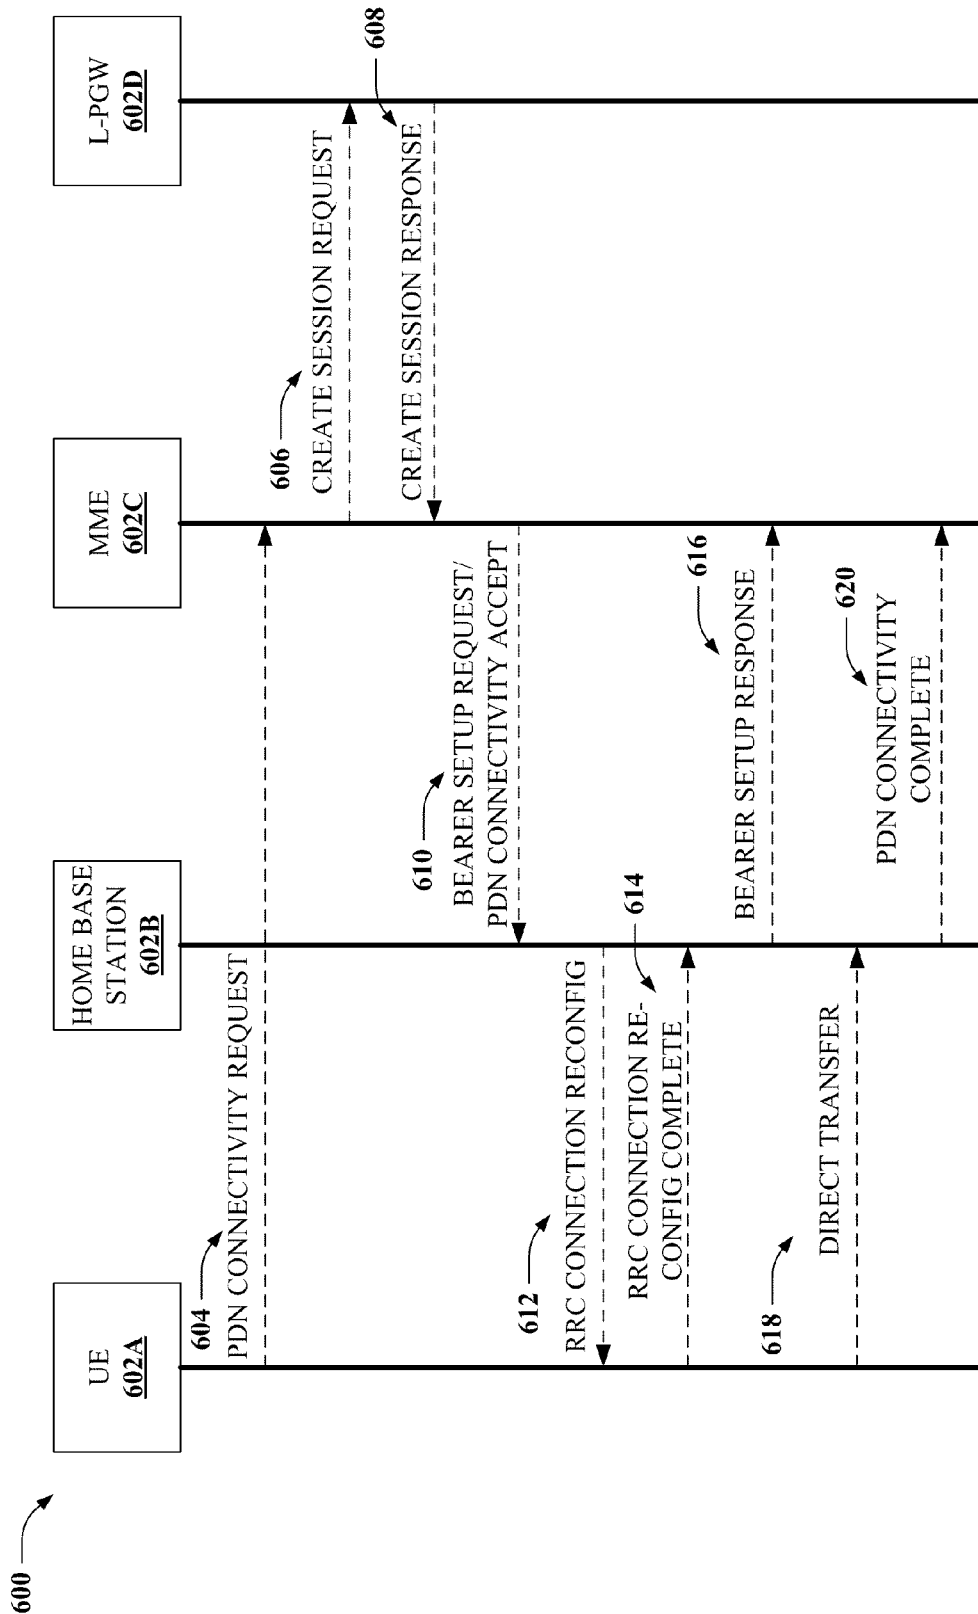 600
UE
602A
HOME BASE
STATION
602B
MME
602C
L-PGW
602D
604
PDN CONNECTIVITY REQUEST
606
CREATE SESSION REQUEST
608
CREATE SESSION RESPONSE
610
BEARER SETUP REQUEST/
PDN CONNECTIVITY ACCEPT
612
RRC CONNECTION RECONFIG
614
RRC CONNECTION RE-
CONFIG COMPLETE
616
BEARER SETUP RESPONSE
618
DIRECT TRANSFER
620
PDN CONNECTIVITY
COMPLETE